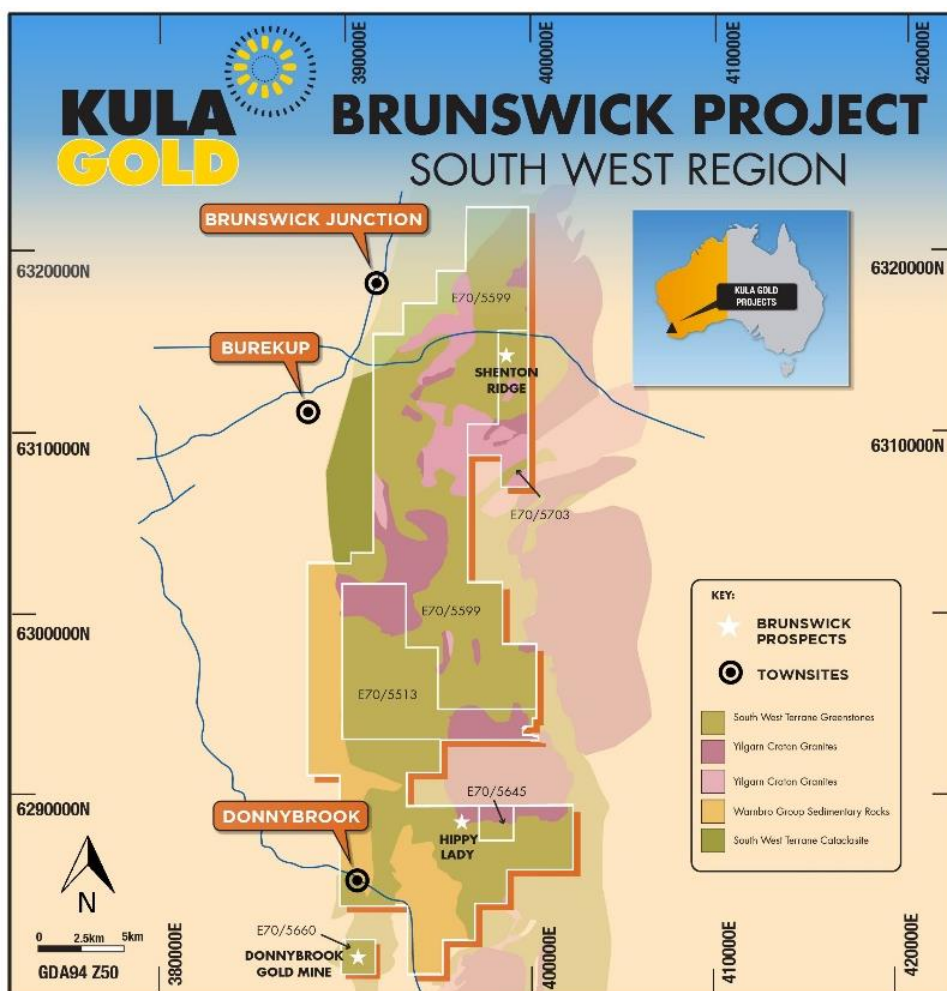 KULA
GOLD
BRUNSWICK PROJECT
SOUTH WEST REGION
390000E
400000E
410000E
420000E
BRUNSWICK JUNCTION
6320000N
6320000N
E70/5599
KULA GOLD
PROJECTS
BUREKUP
SHENTON
RIDGE
6310000N
6310000N
E70/5703
KEY:
BRUNSWICK
PROSPECTS
TOWNSITES
South West Terrane Greenstones
Yilgarn Craton Granites
Yilgarn Craton Granites
Warnbro Group Sedimentary Rocks
South West Terrane Cataclasite
6300000N
E70/5599
E70/5513
6290000N
E70/5645
DONNYBROOK
HIPPY
LADY
N
E70/5660
DONNYBROOK
GOLD MINE
0 2.5km 5km
GDA94 Z50
380000E
400000E
410000E
420000E